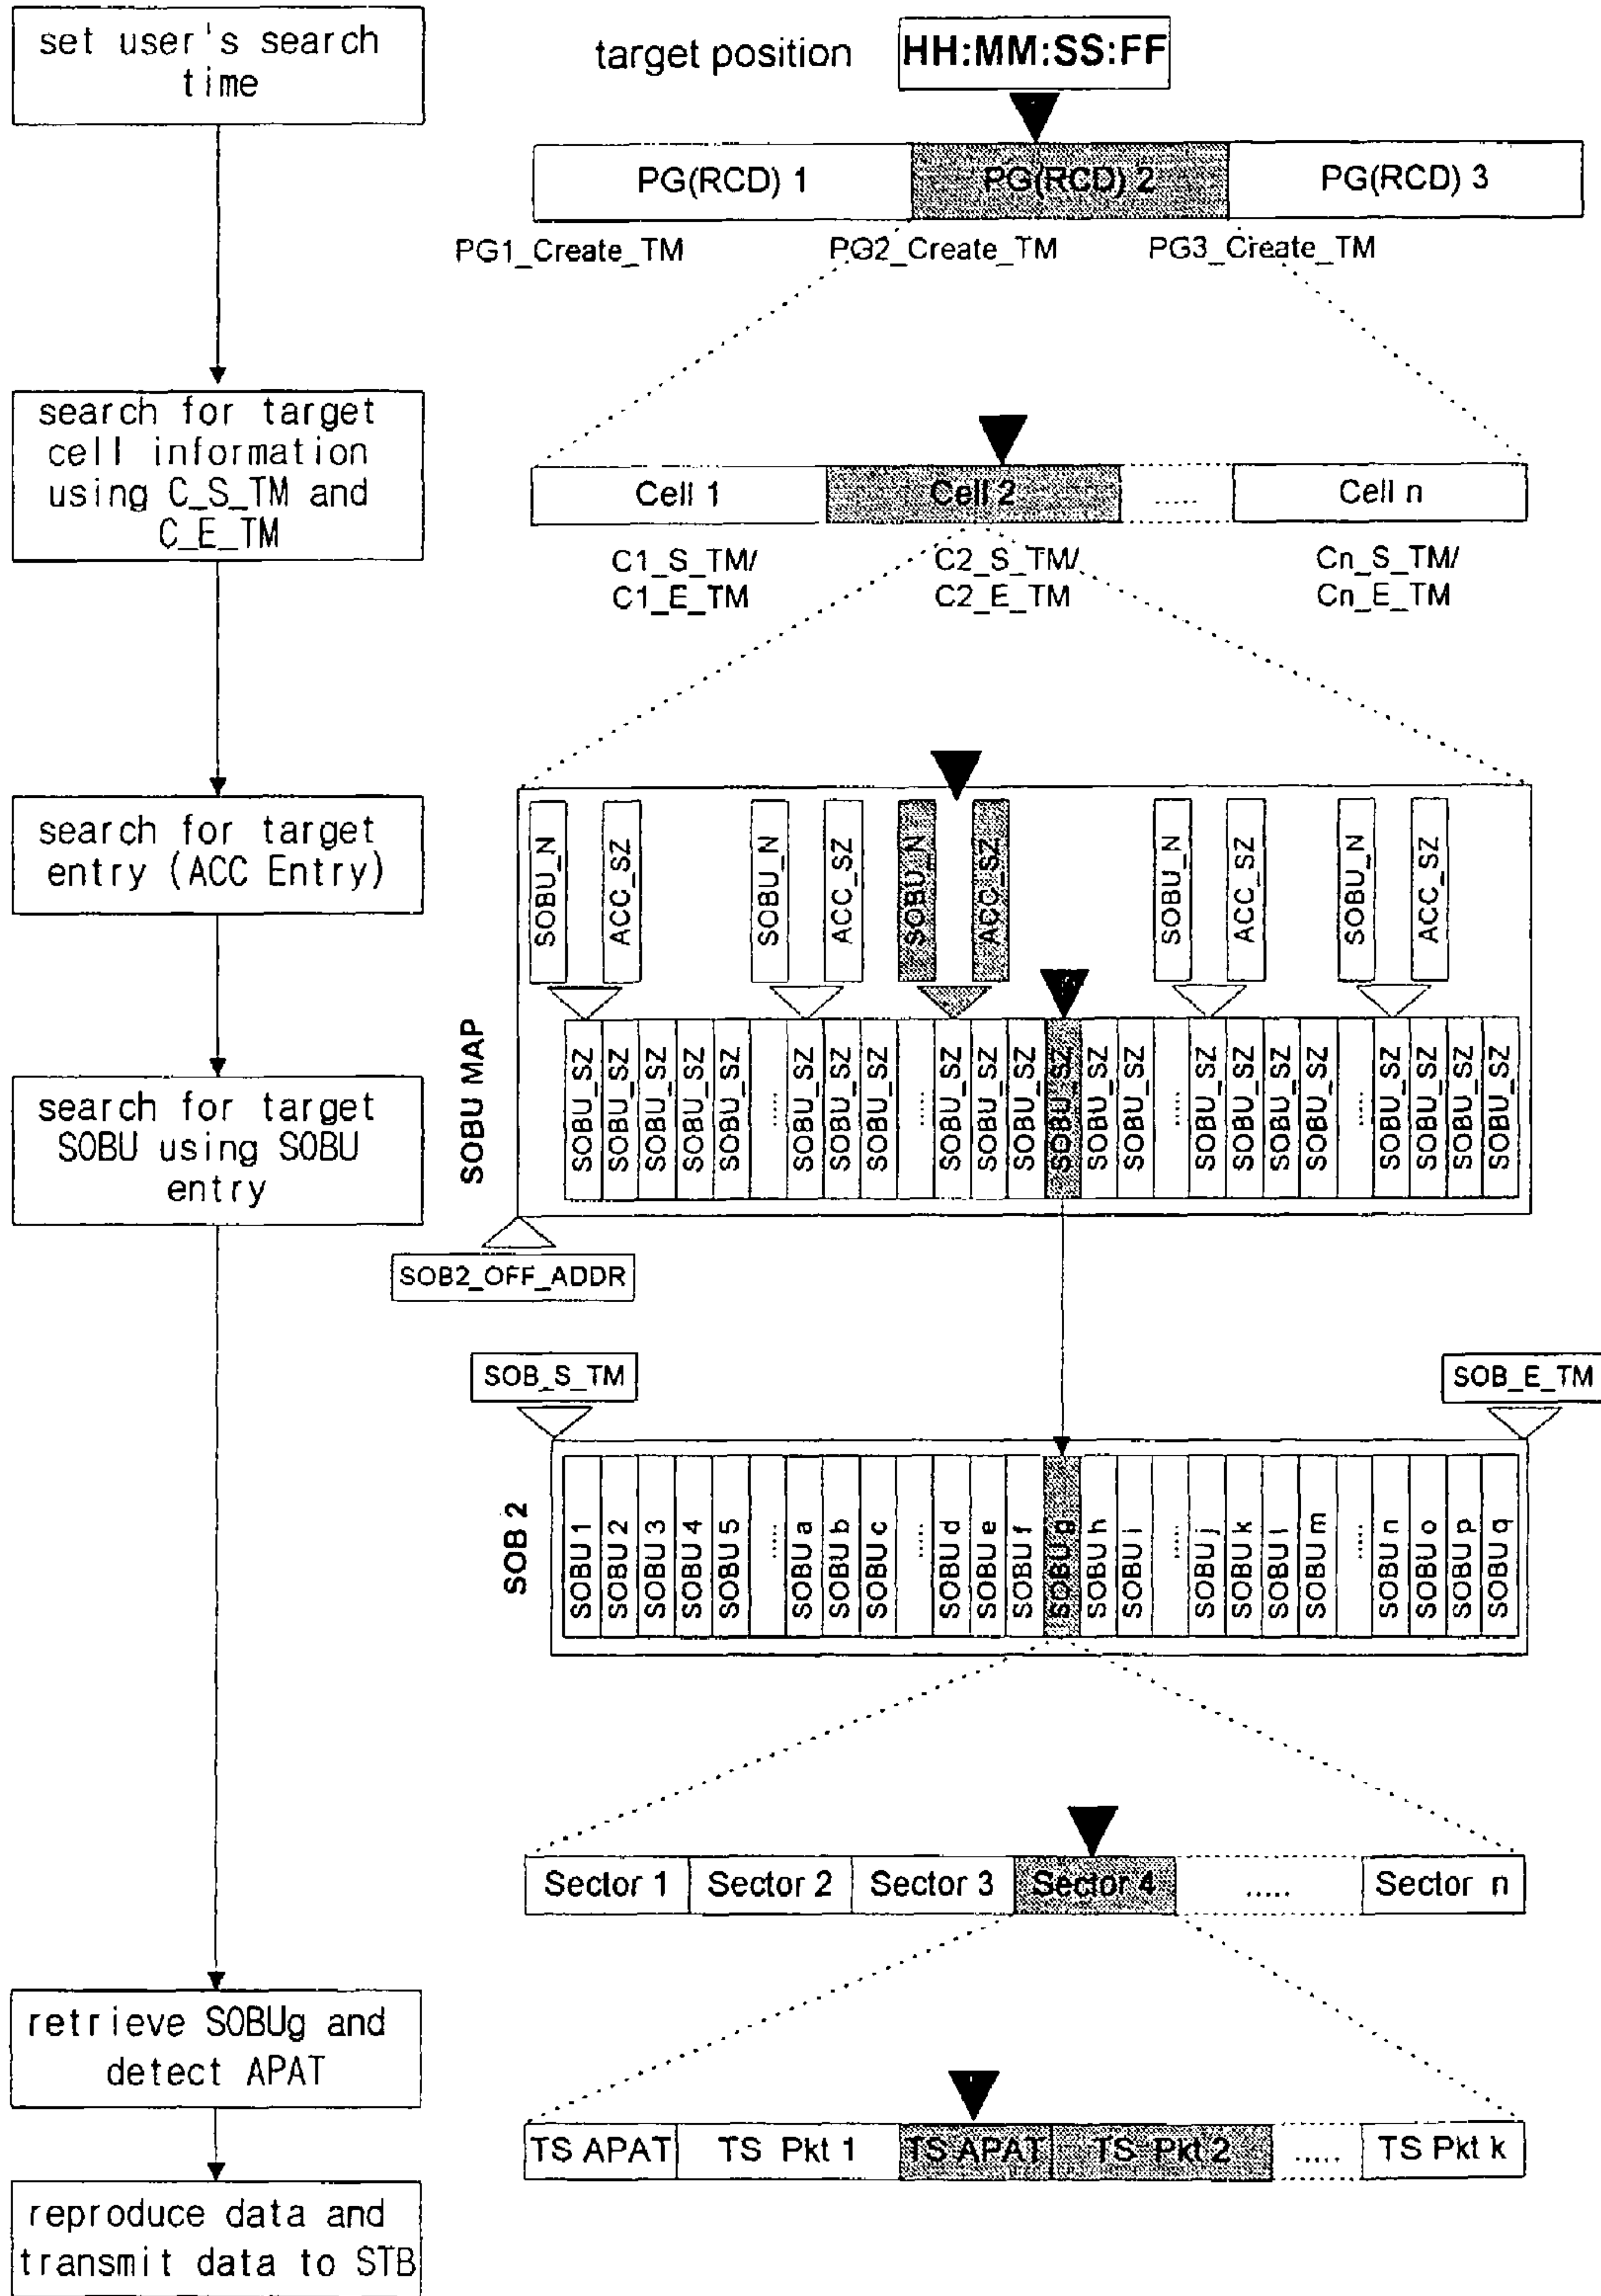 set user's search
time
target position
HH:MM:SS:FF
PG(RCD) 1
PG(RCD) 2
PG(RCD) 3
PG1_Create_TM
PG2_Create_TM
PG3_Create_TM
search for target
cell information
using C_S_TM and
C_E_TM
Cell 1
Cell 2
.....
Cell n
C1_S_TM/
C1_E_TM
C2_S_TM/
C2_E_TM
Cn_S_TM/
Cn_E_TM
search for target
entry (ACC Entry)
SOBU_N
ACC_SZ
SOBU_N
ACC_SZ
SOBU_N
ACC_SZ
SOBU_N
ACC_SZ
SOBU_N
ACC_SZ
SOBU MAP
search for target
SOBU using SOBU
entry
SOBU_SZ
SOBU_SZ
SOBU_SZ
SOBU_SZ
SOBU_SZ
.....
SOBU_SZ
SOBU_SZ
SOBU_SZ
.....
SOBU_SZ
SOBU_SZ
SOBU_SZ
SOBU_SZ
SOBU_SZ
SOBU_SZ
.....
SOBU_SZ
SOBU_SZ
SOBU_SZ
SOBU_SZ
.....
SOBU_SZ
SOBU_SZ
SOBU_SZ
SOBU_SZ
SOB2_OFF_ADDR
SOB_S_TM
SOB_E_TM
SOB 2
SOBU 1
SOBU 2
SOBU 3
SOBU 4
SOBU 5
.....
SOBU a
SOBU b
SOBU c
.....
SOBU d
SOBU e
SOBU f
SOBU g
SOBU h
SOBU i
.....
SOBU j
SOBU k
SOBU l
SOBU m
.....
SOBU n
SOBU o
SOBU p
SOBU q
Sector 1
Sector 2
Sector 3
Sector 4
.....
Sector n
retrieve SOBUg and
detect APAT
TS APAT
TS Pkt 1
TS APAT
TS Pkt 2
.....
TS Pkt k
reproduce data and
transmit data to STB